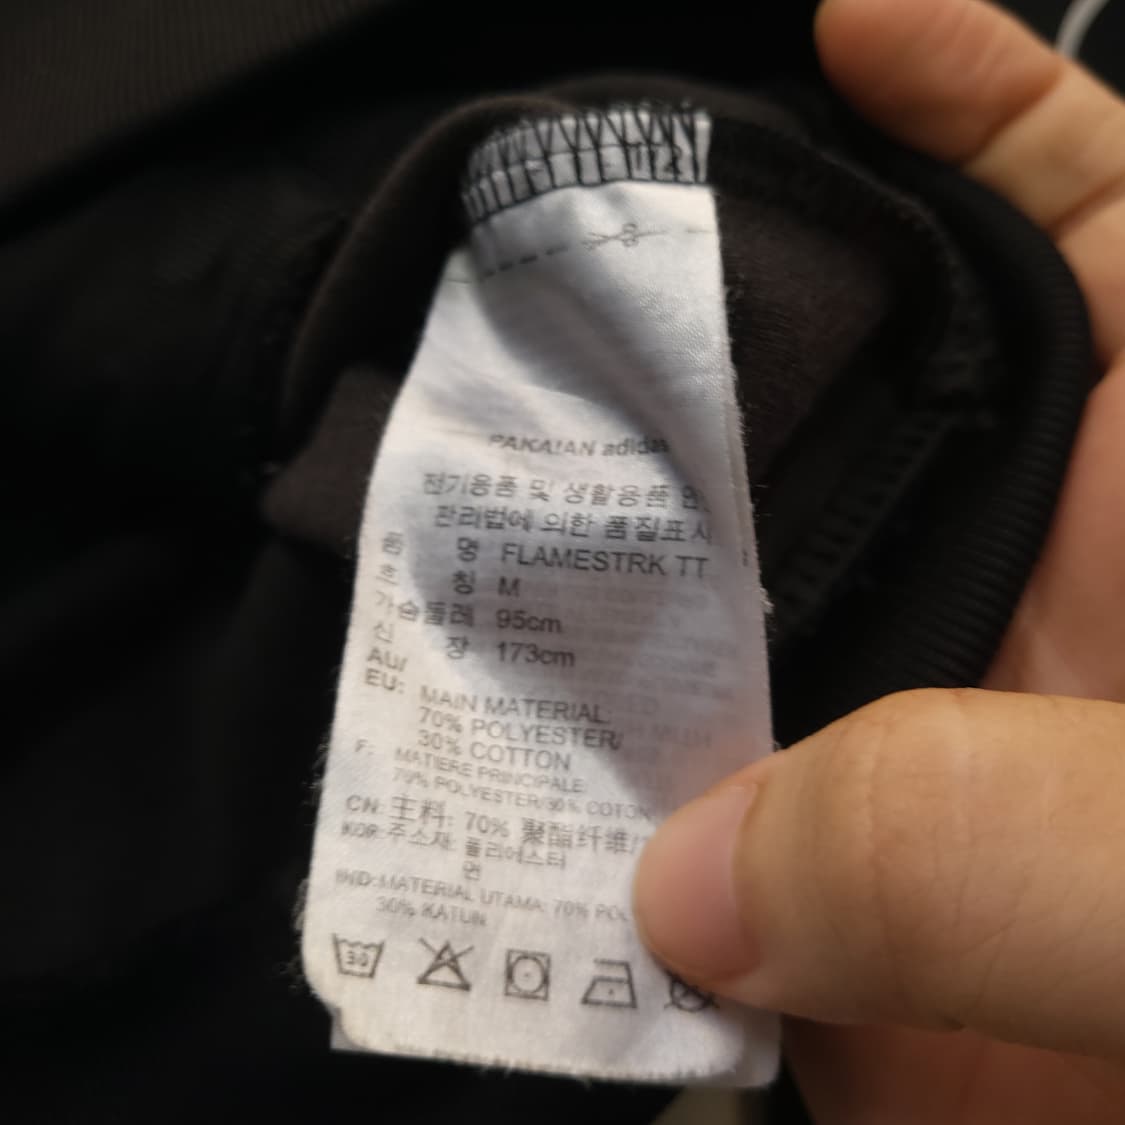 PAKAIAN adidas
전기용품 및 생활용품 안
관리법에 의한 품질표시
품 명 FLAMESTRK TT
호 칭 M
가슴둘레 95cm
신 장 173cm
AU/
EU: MAIN MATERIAL:
70% POLYESTER/
30% COTTON
F: MATIERE PRINCIPALE:
70% POLYESTER/30% COTON
CN: 主料: 70% 聚酯纤维/
KOR: 주소재: 폴리에스터
면
IND: MATERIAL UTAMA: 70% POL
30% KATUN
30